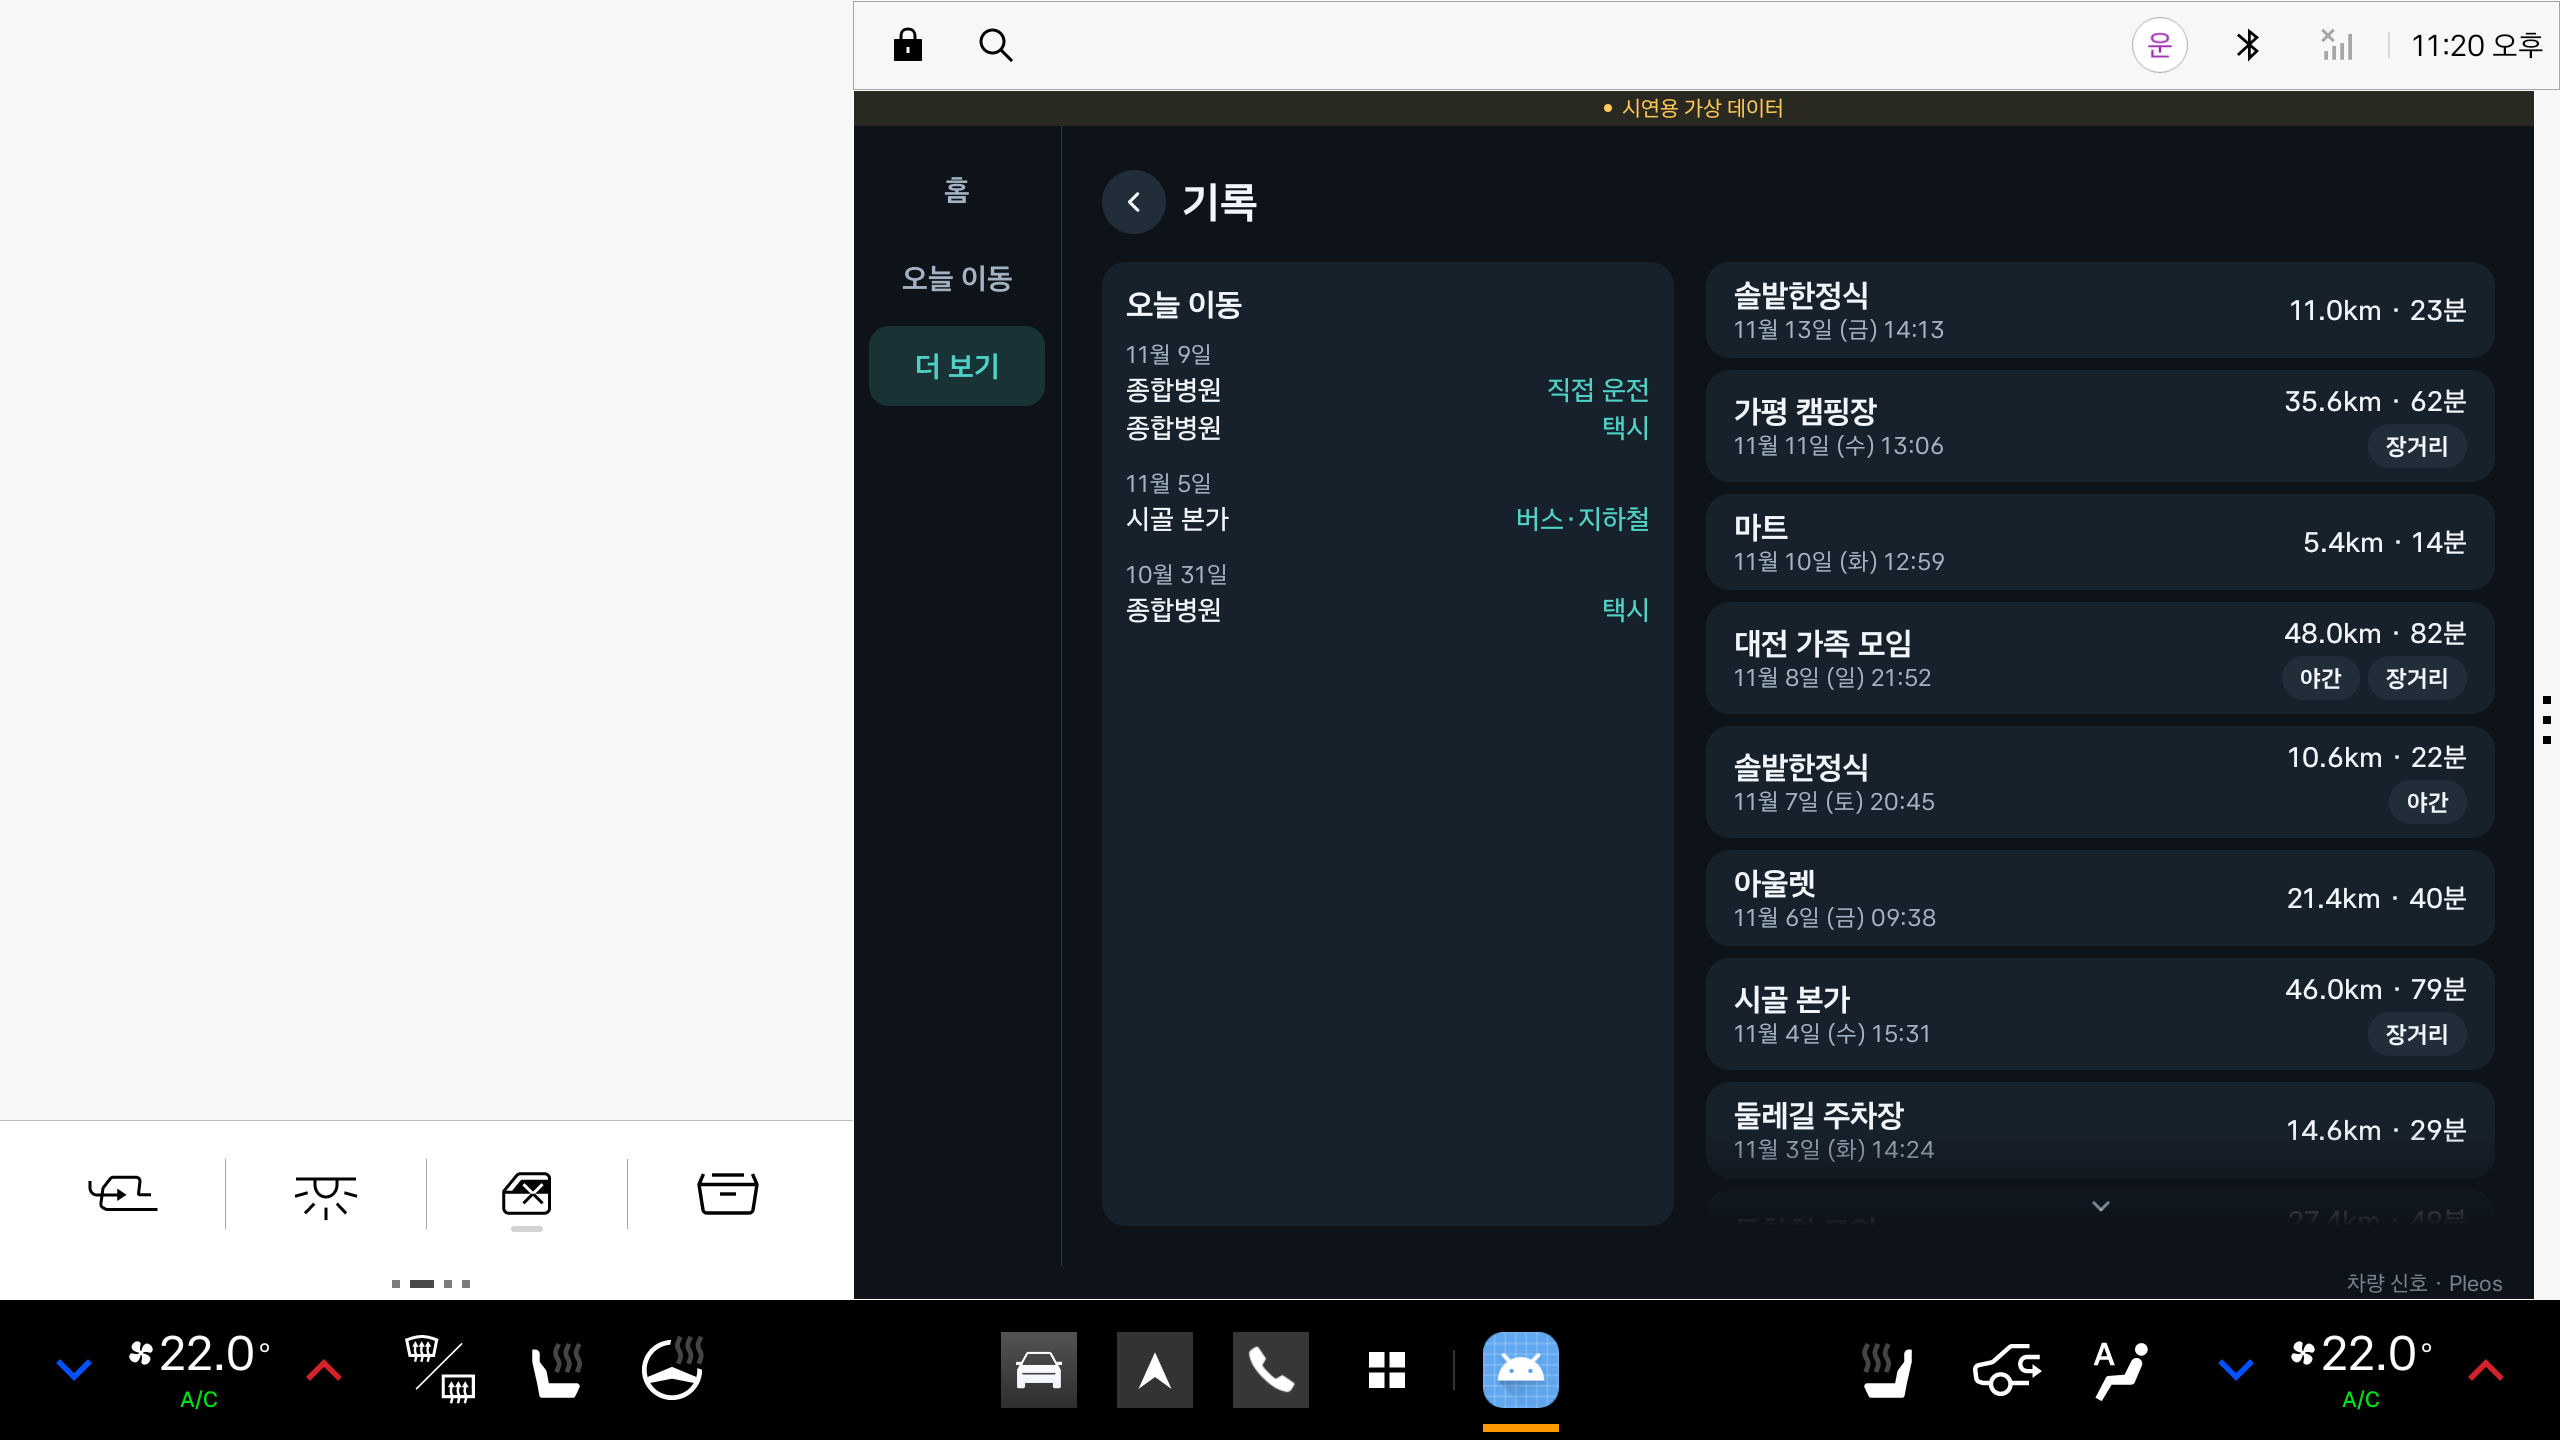 운
11:20 오후
시연용 가상 데이터
홈
오늘 이동
더 보기
기록
오늘 이동
11월 9일
종합병원 직접 운전
종합병원 택시
11월 5일
시골 본가 버스·지하철
10월 31일
종합병원 택시
솔밭한정식
11월 13일 (금) 14:13
11.0km · 23분
가평 캠핑장
11월 11일 (수) 13:06
35.6km · 62분
장거리
마트
11월 10일 (화) 12:59
5.4km · 14분
대전 가족 모임
11월 8일 (일) 21:52
48.0km · 82분
야간 장거리
솔밭한정식
11월 7일 (토) 20:45
10.6km · 22분
야간
아울렛
11월 6일 (금) 09:38
21.4km · 40분
시골 본가
11월 4일 (수) 15:31
46.0km · 79분
장거리
둘레길 주차장
11월 3일 (화) 14:24
14.6km · 29분
차량 신호 · Pleos
22.0°
A/C
A
22.0°
A/C